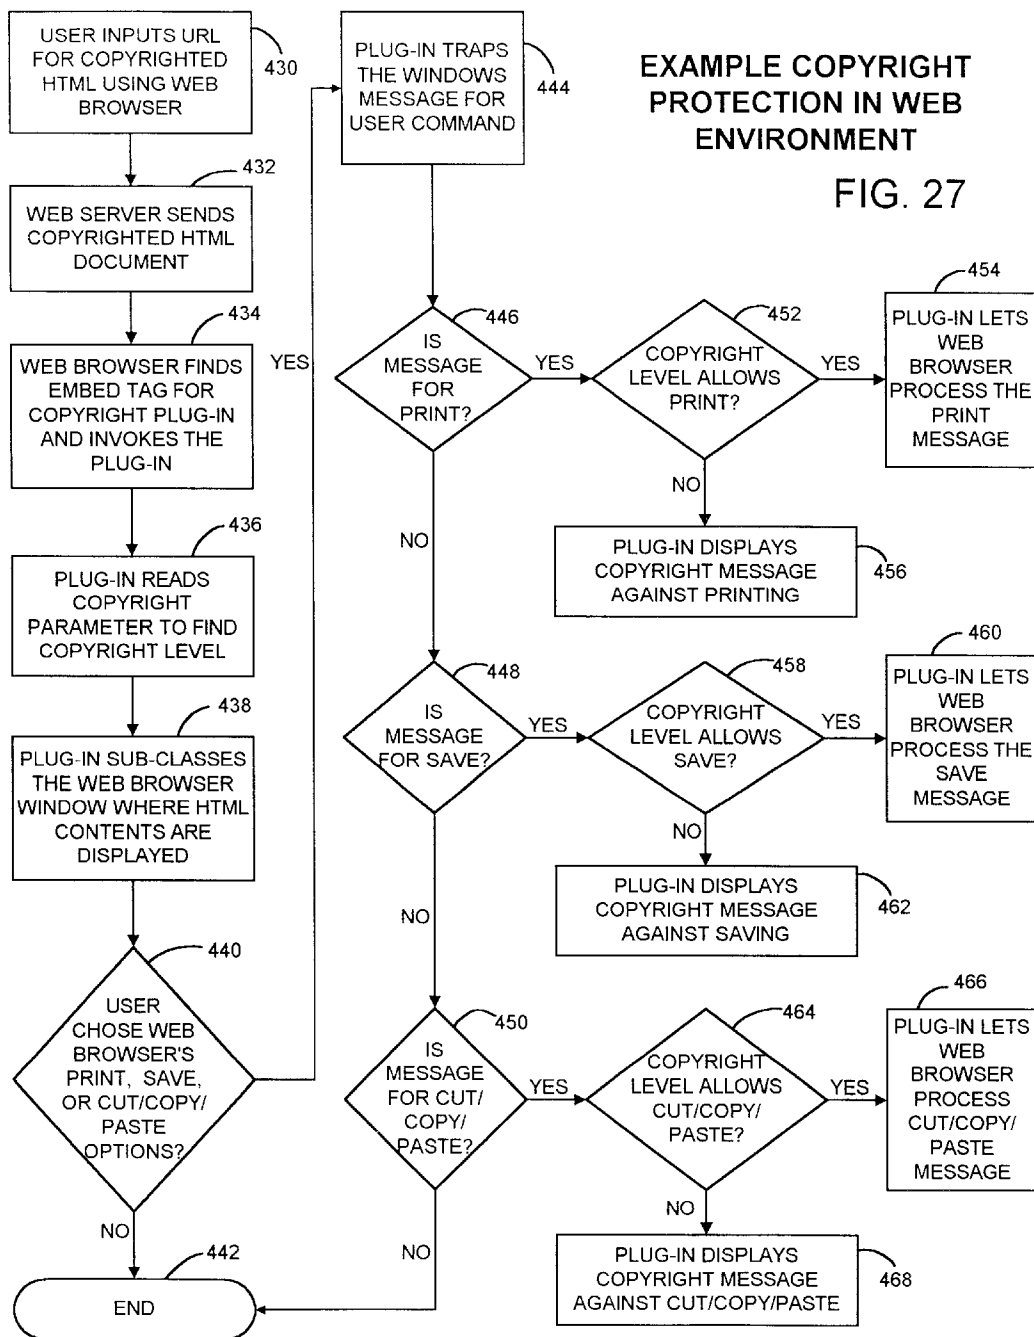 USER INPUTS URL
FOR COPYRIGHTED
HTML USING WEB
BROWSER
430
432
WEB SERVER SENDS
COPYRIGHTED HTML
DOCUMENT
434
WEB BROWSER FINDS
EMBED TAG FOR
COPYRIGHT PLUG-IN
AND INVOKES THE
PLUG-IN
436
PLUG-IN READS
COPYRIGHT
PARAMETER TO FIND
COPYRIGHT LEVEL
438
PLUG-IN SUB-CLASSES
THE WEB BROWSER
WINDOW WHERE HTML
CONTENTS ARE
DISPLAYED
440
USER
CHOSE WEB
BROWSER'S
PRINT, SAVE,
OR CUT/COPY/
PASTE
OPTIONS?
YES
NO
442
END
PLUG-IN TRAPS
THE WINDOWS
MESSAGE FOR
USER COMMAND
444
EXAMPLE COPYRIGHT
PROTECTION IN WEB
ENVIRONMENT
FIG. 27
446
IS
MESSAGE
FOR
PRINT?
YES
NO
452
COPYRIGHT
LEVEL ALLOWS
PRINT?
YES
NO
454
PLUG-IN LETS
WEB
BROWSER
PROCESS THE
PRINT
MESSAGE
PLUG-IN DISPLAYS
COPYRIGHT MESSAGE
AGAINST PRINTING
456
448
IS
MESSAGE
FOR SAVE?
YES
NO
458
COPYRIGHT
LEVEL ALLOWS
SAVE?
YES
NO
460
PLUG-IN LETS
WEB
BROWSER
PROCESS THE
SAVE
MESSAGE
PLUG-IN DISPLAYS
COPYRIGHT MESSAGE
AGAINST SAVING
462
450
IS
MESSAGE
FOR CUT/
COPY/
PASTE?
YES
NO
464
COPYRIGHT
LEVEL ALLOWS
CUT/COPY/
PASTE?
YES
NO
466
PLUG-IN LETS
WEB
BROWSER
PROCESS
CUT/COPY/
PASTE
MESSAGE
PLUG-IN DISPLAYS
COPYRIGHT MESSAGE
AGAINST CUT/COPY/PASTE
468